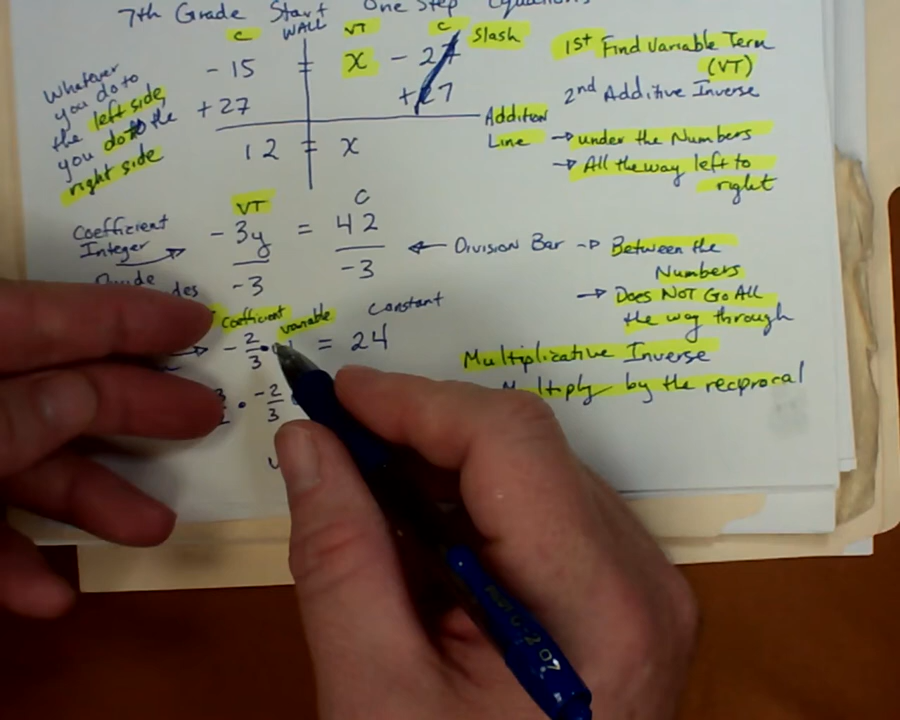 7th Grade Start One Step Equations
C WALL VT C Slash
- 15 = x - 27
+ 27 + 27
12 = x
Whatever
you do to
the left side,
you do to the
right side
1st Find Variable Term
(VT)
2nd Additive Inverse
Addition
Line → under the Numbers
→ All the way left to
right
VT C
Coefficient
Integer → - 3y = 42
-3 -3
← Division Bar → Between the
Numbers
→ Does NOT Go All
the way through
Coefficient variable Constant
→ - 2/3 • = 24
• -2/3
Multiplicative Inverse
by the reciprocal